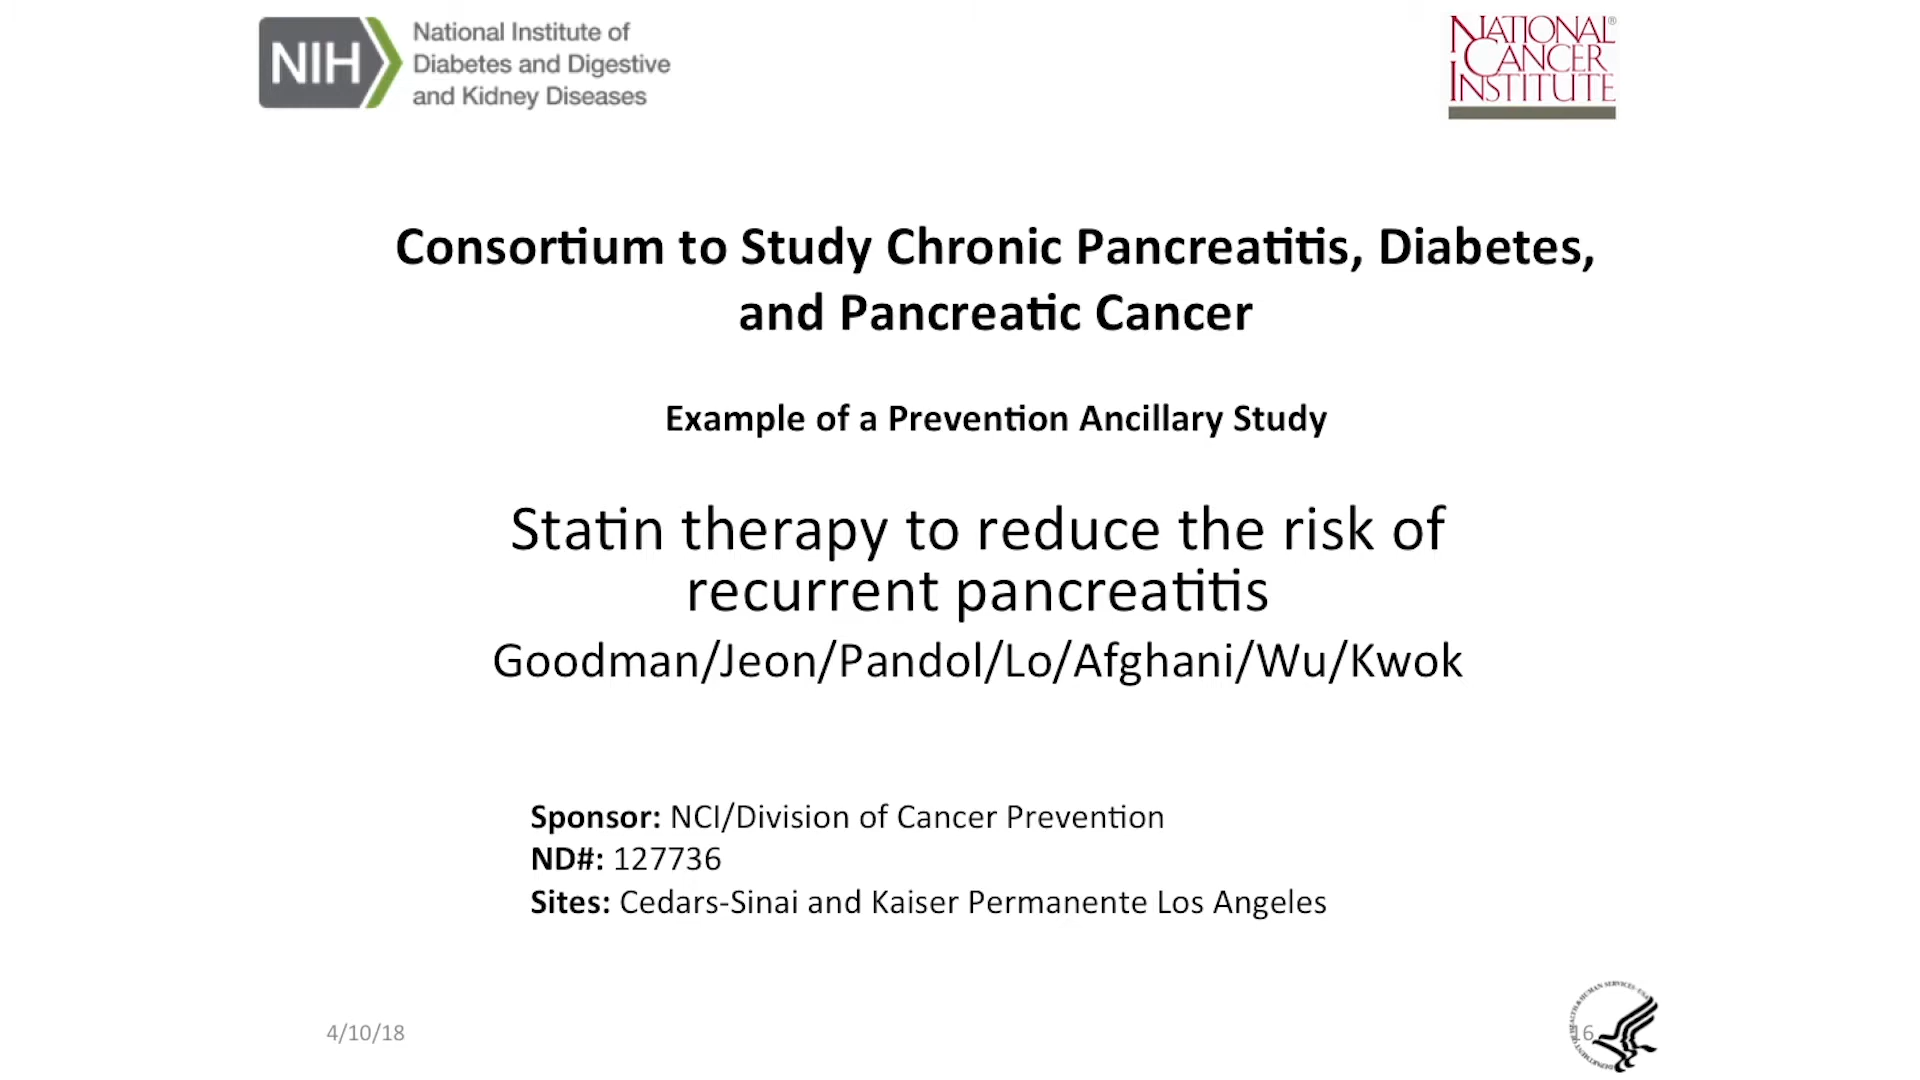 NIH
National Institute of
Diabetes and Digestive
and Kidney Diseases
NATIONAL®
CANCER
INSTITUTE
Consortium to Study Chronic Pancreatitis, Diabetes,
and Pancreatic Cancer
Example of a Prevention Ancillary Study
Statin therapy to reduce the risk of
recurrent pancreatitis
Goodman/Jeon/Pandol/Lo/Afghani/Wu/Kwok
Sponsor: NCI/Division of Cancer Prevention
ND#: 127736
Sites: Cedars-Sinai and Kaiser Permanente Los Angeles
4/10/18
16